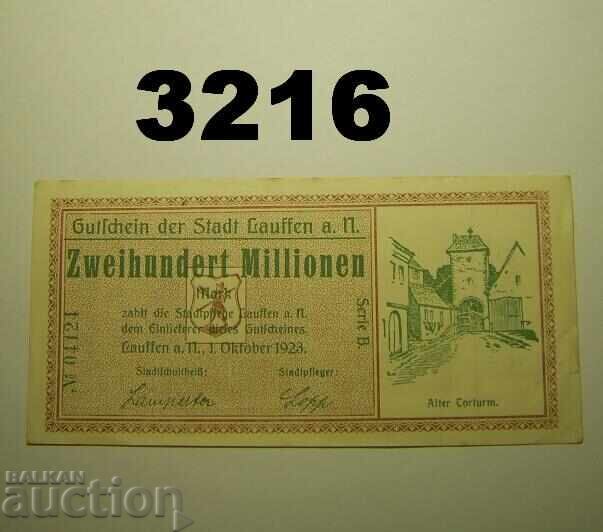 3216
Gutschein der Stadt Lauffen a. N.
Zweihundert Millionen
Mark
zahlt die Stadtpflege Lauffen a. N.
dem Einlieferer dieses Gutscheines.
Lauffen a. N., 1. Oktober 1923.
Stadtschultheiß: Stadtpfleger:
Lopp
№ 04124
Serie B.
Alter Torturm.
BALKAN
auction